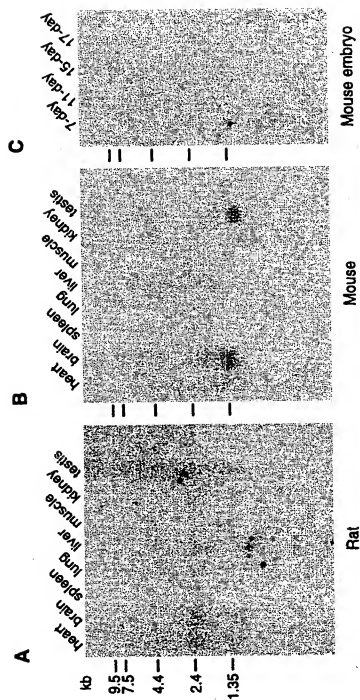 A
kb
9.5
7.5
4.4
2.4
1.35
heart
brain
spleen
lung
liver
muscle
kidney
testis
Rat
B
heart
brain
spleen
lung
liver
muscle
kidney
testis
Mouse
C
7-day
11-day
15-day
17-day
Mouse embryo